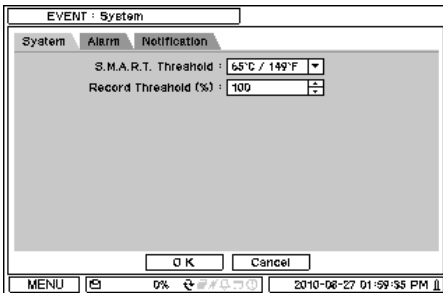 EVENT : System
System Alarm Notification
S.M.A.R.T. Threshold : 65°C / 149°F
Record Threshold (%) : 100
OK Cancel
MENU 0% 2010-08-27 01:59:35 PM